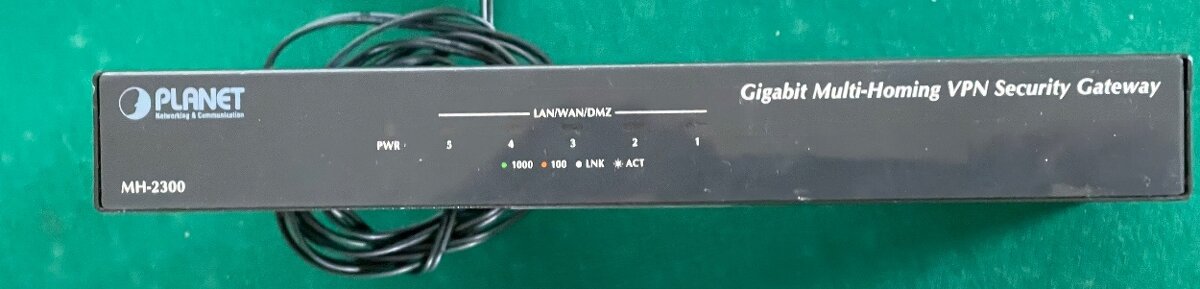 PLANET
Networking & Communication
Gigabit Multi-Homing VPN Security Gateway
LAN/WAN/DMZ
PWR 5 4 3 2 1
1000 100 LNK ACT
MH-2300